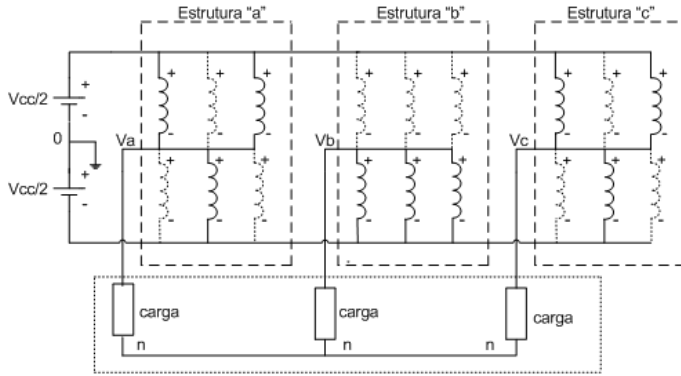 Estrutura “a”
Estrutura “b”
Estrutura “c”
+ + +
+ + +
+ + +
+
Vcc/2
-
- - -
- - -
- - -
0
Va
Vb
Vc
+ + +
+ + +
+ + +
+
Vcc/2
-
- - -
- - -
- - -
carga
carga
carga
n
n
n